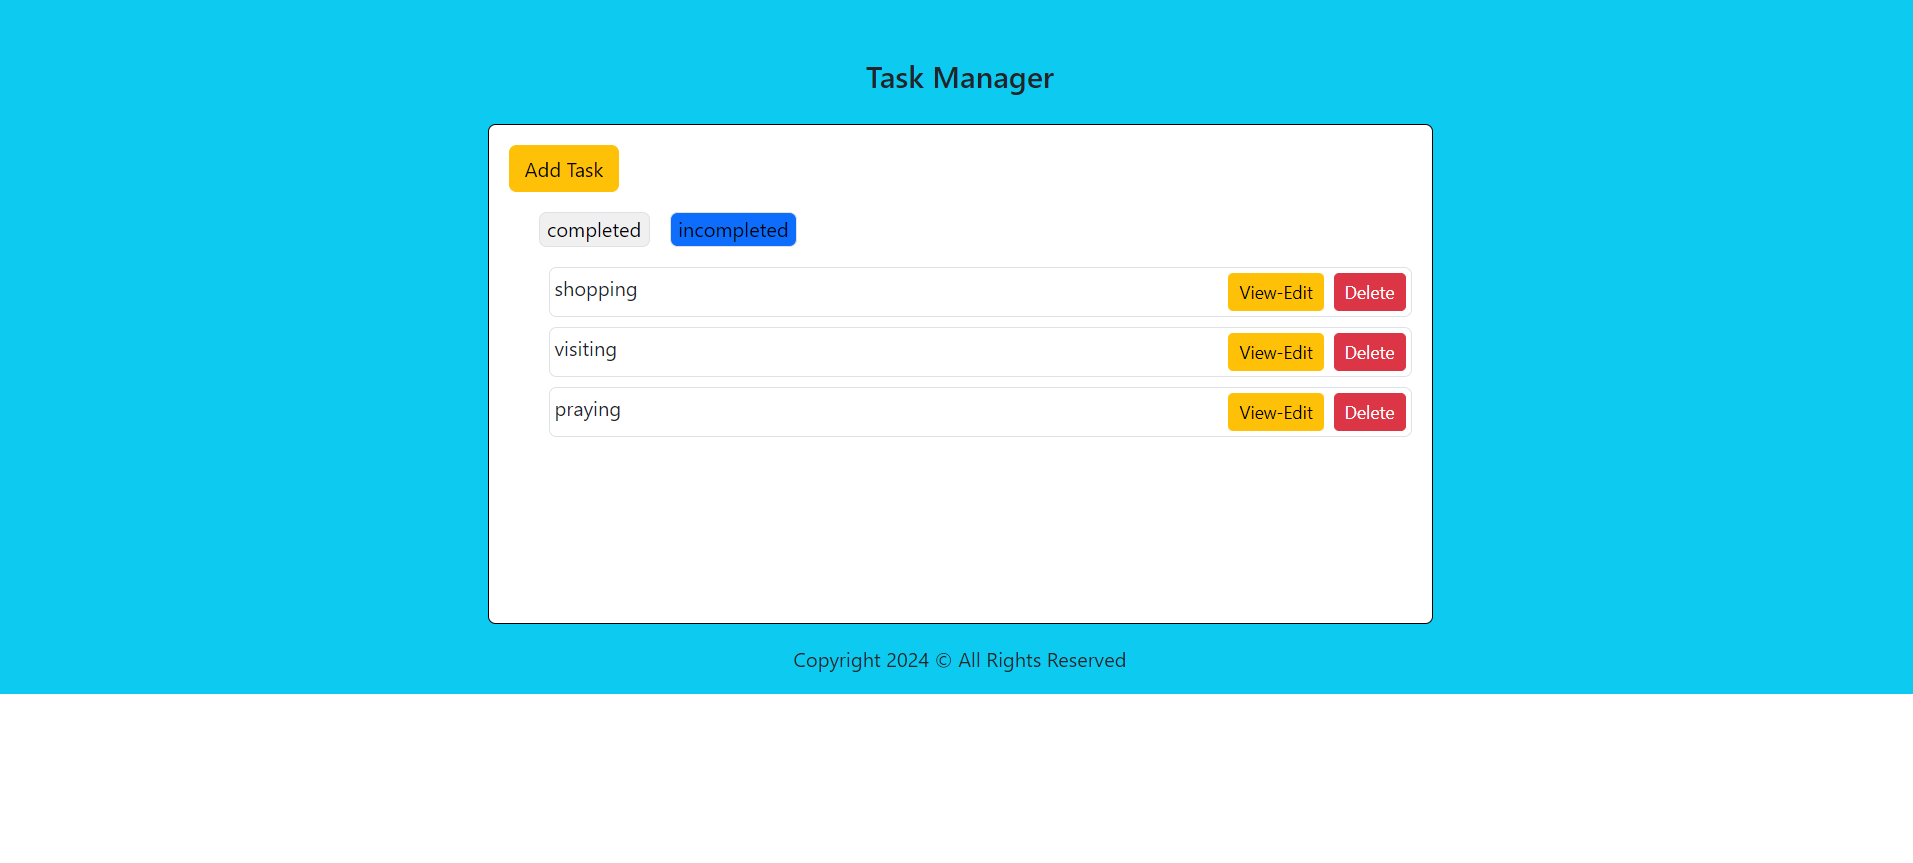 Task Manager
Add Task
completed incompleted
shopping View-Edit Delete
visiting View-Edit Delete
praying View-Edit Delete
Copyright 2024 © All Rights Reserved